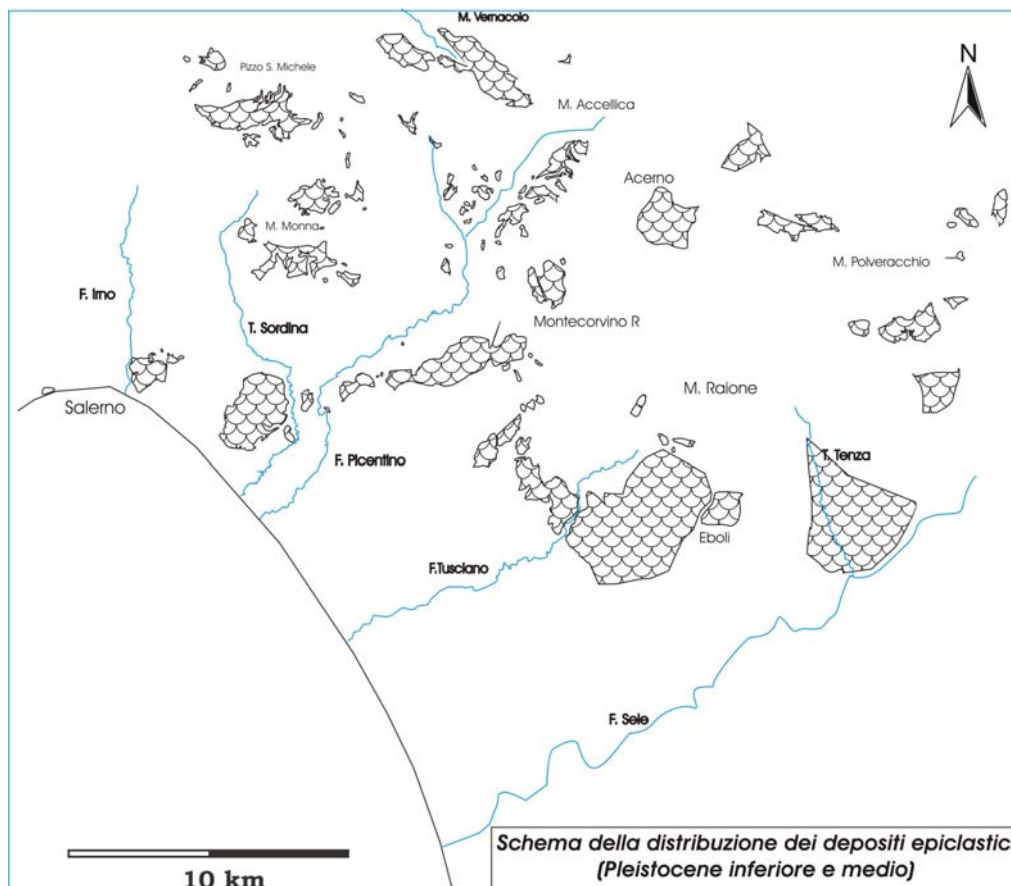 M. Vernacolo
N
Pizzo S. Michele
M. Accellica
Acerno
M. Monna
M. Polveracchio
F. Irno
T. Sordina
Montecorvino R
M. Raione
Salerno
T. Tenza
F. Picentino
Eboli
F.Tusciano
F. Sele
10 km
Schema della distribuzione dei depositi epiclastic
(Pleistocene inferiore e medio)